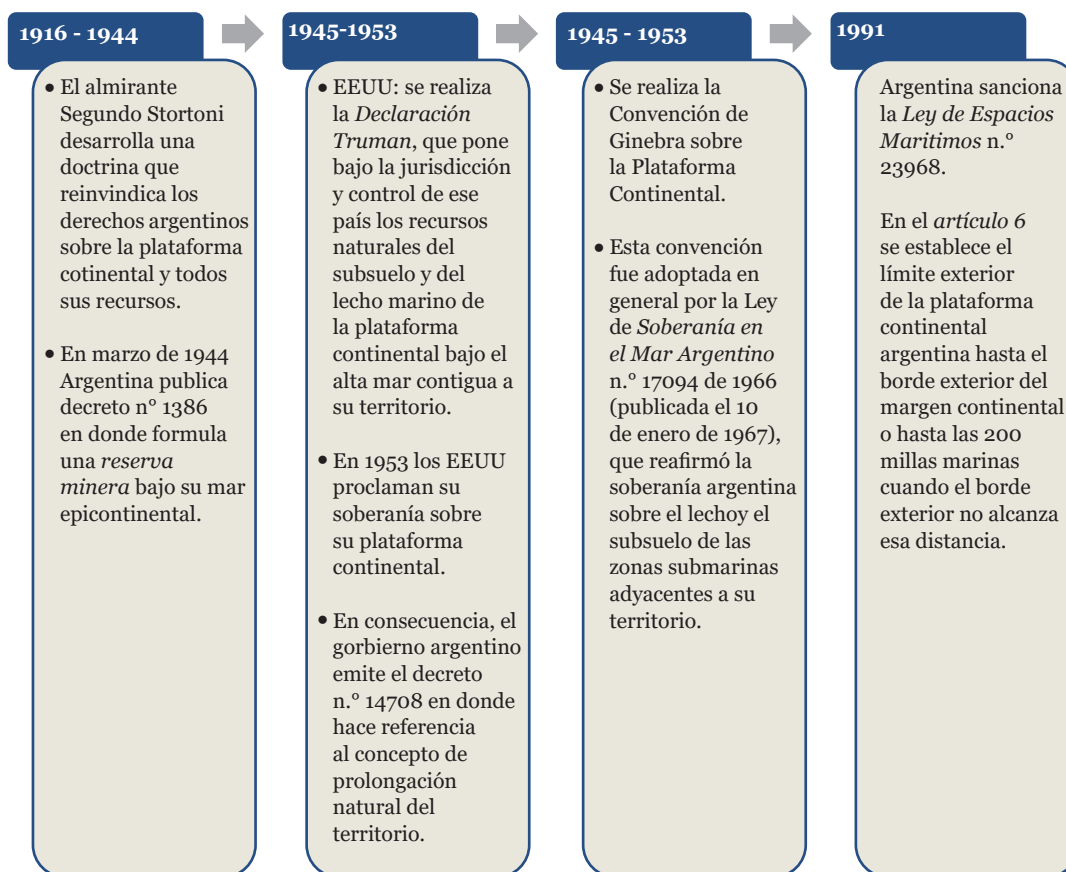 1916 - 1944
• El almirante
Segundo Stortoni
desarrolla una
doctrina que
reinvindica los
derechos argentinos
sobre la plataforma
cotinental y todos
sus recursos.
• En marzo de 1944
Argentina publica
decreto n° 1386
en donde formula
una reserva
minera bajo su mar
epicontinental.
1945-1953
• EEUU: se realiza
la Declaración
Truman, que pone
bajo la jurisdicción
y control de ese
país los recursos
naturales del
subsuelo y del
lecho marino de
la plataforma
continental bajo el
alta mar contigua a
su territorio.
• En 1953 los EEUU
proclaman su
soberanía sobre
su plataforma
continental.
• En consecuencia, el
gorbierno argentino
emite el decreto
n.° 14708 en donde
hace referencia
al concepto de
prolongación
natural del
territorio.
1945 - 1953
• Se realiza la
Convención de
Ginebra sobre
la Plataforma
Continental.
• Esta convención
fue adoptada en
general por la Ley
de Soberanía en
el Mar Argentino
n.° 17094 de 1966
(publicada el 10
de enero de 1967),
que reafirmó la
soberanía argentina
sobre el lechoy el
subsuelo de las
zonas submarinas
adyacentes a su
territorio.
1991
Argentina sanciona
la Ley de Espacios
Maritimos n.°
23968.
En el artículo 6
se establece el
límite exterior
de la plataforma
continental
argentina hasta el
borde exterior del
margen continental
o hasta las 200
millas marinas
cuando el borde
exterior no alcanza
esa distancia.